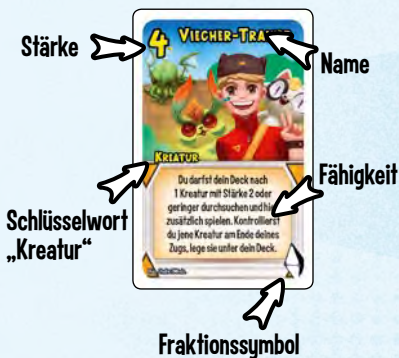 Stärke
4
VIECHER-
Name
KREATUR
Du darfst dein Deck nach
1 Kreatur mit Stärke 2 oder
geringer durchsuchen und
zusätzlich spielen. Kontrollierst
du jene Kreatur am Ende deines
Zugs, lege sie unter dein Deck.
Fähigkeit
Schlüsselwort
„Kreatur“
Fraktionssymbol